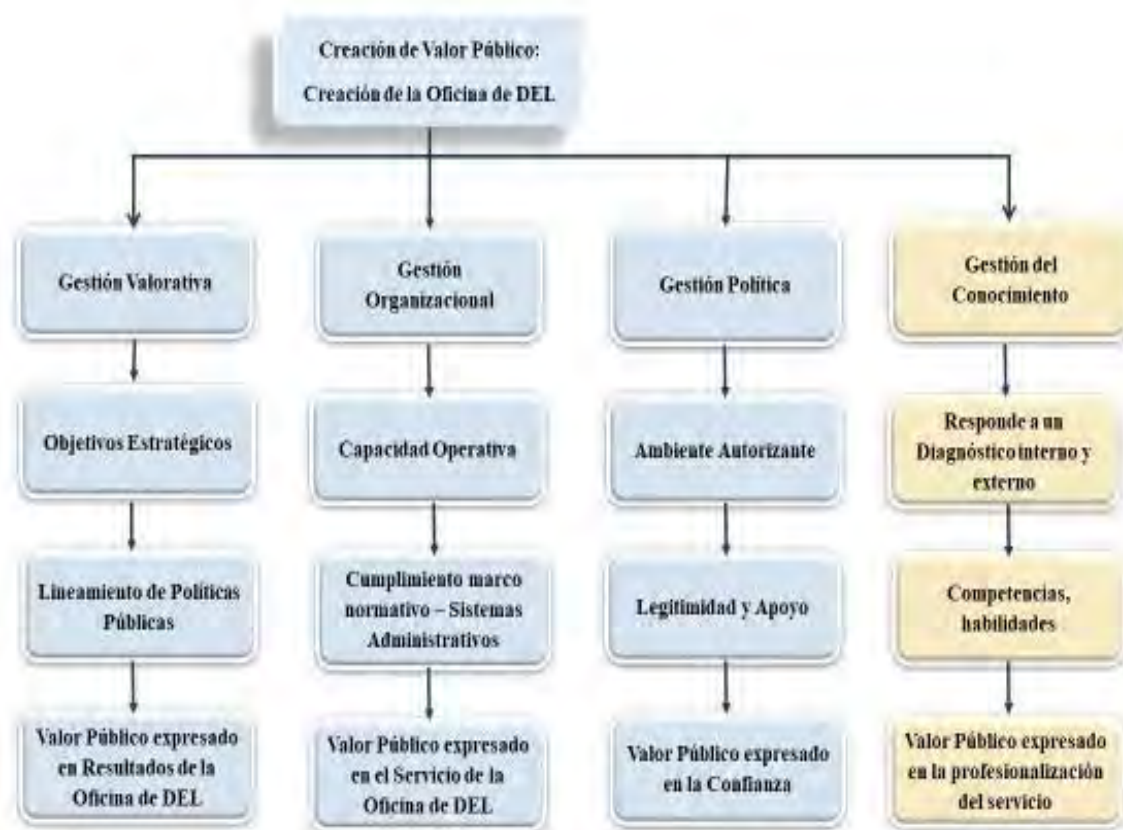 Creación de Valor Público:
Creación de la Oficina de DEL
Gestión Valorativa
Gestión
Organizacional
Gestión Política
Gestión del
Conocimiento
Objetivos Estratégicos
Capacidad Operativa
Ambiente Autorizante
Responde a un
Diagnóstico interno y
externo
Lineamiento de Políticas
Públicas
Cumplimiento marco
normativo – Sistemas
Administrativos
Legitimidad y Apoyo
Competencias,
habilidades
Valor Público expresado
en Resultados de la
Oficina de DEL
Valor Público expresado
en el Servicio de la
Oficina de DEL
Valor Público expresado
en la Confianza
Valor Público expresado
en la profesionalización
del servicio